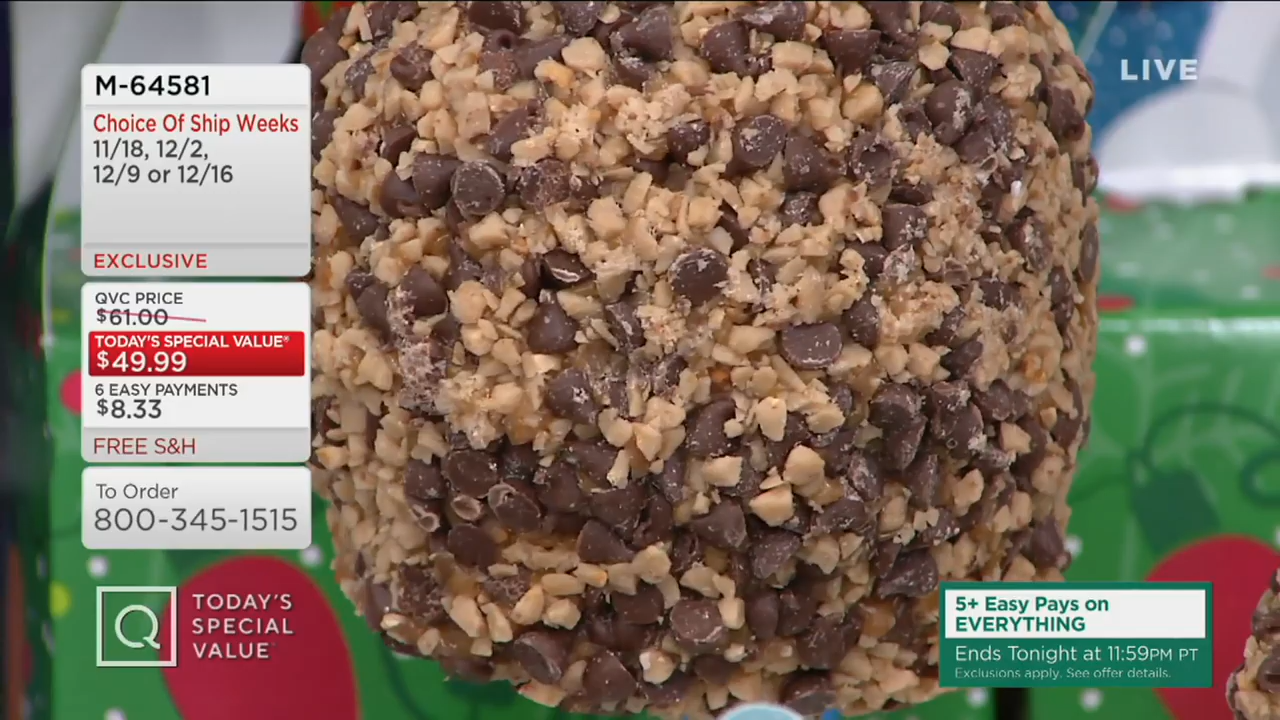 M-64581
Choice Of Ship Weeks
11/18, 12/2,
12/9 or 12/16
EXCLUSIVE
QVC PRICE
$61.00
TODAY'S SPECIAL VALUE®
$49.99
6 EASY PAYMENTS
$8.33
FREE S&H
To Order
800-345-1515
Q
TODAY'S
SPECIAL
VALUE
LIVE
5+ Easy Pays on
EVERYTHING
Ends Tonight at 11:59PM PT
Exclusions apply. See offer details.